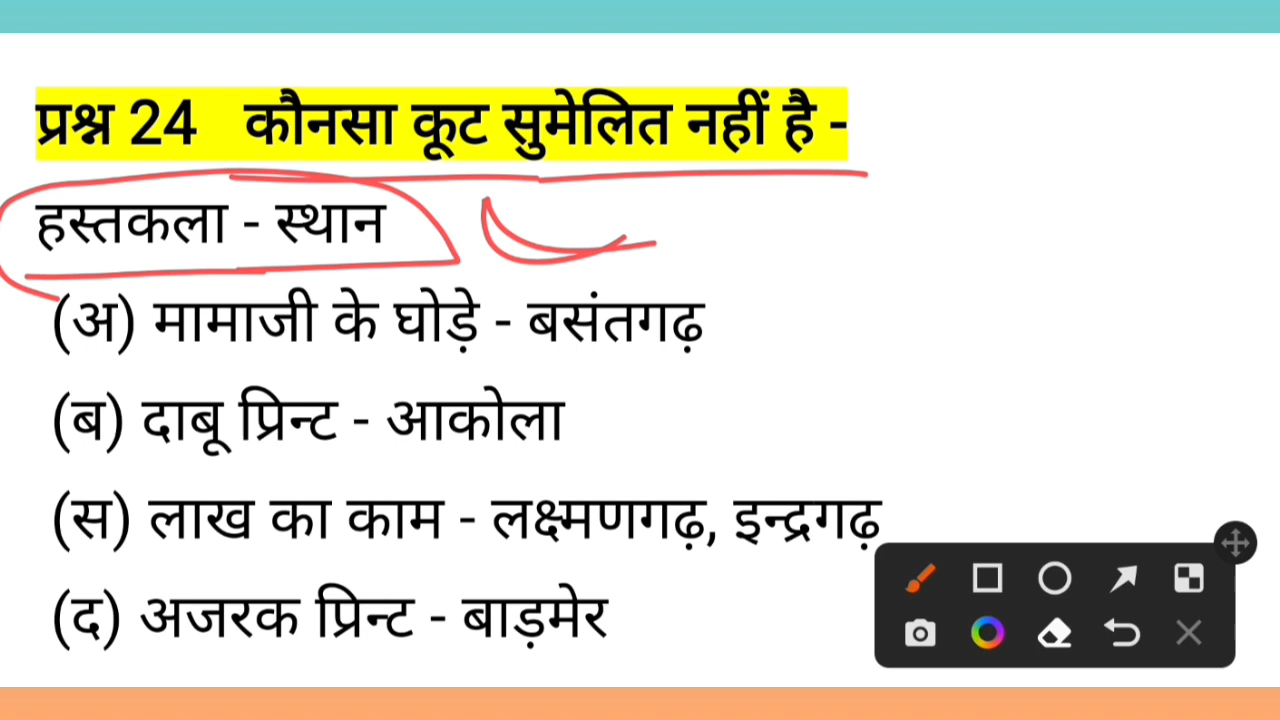 प्रश्न 24 कौनसा कूट सुमेलित नहीं है -
हस्तकला - स्थान
(अ) मामाजी के घोड़े - बसंतगढ़
(ब) दाबू प्रिन्ट - आकोला
(स) लाख का काम - लक्ष्मणगढ़, इन्द्रगढ़
(द) अजरक प्रिन्ट - बाड़मेर